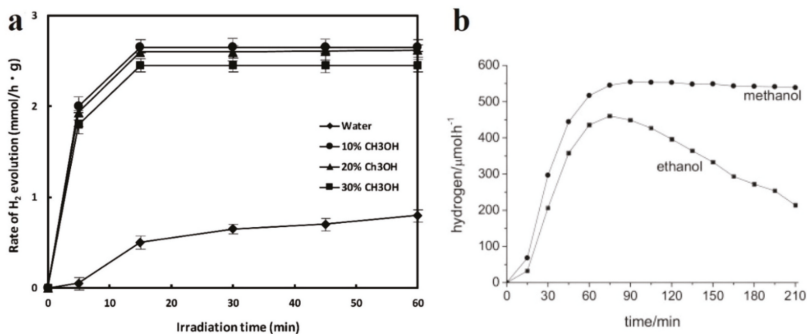 a
Rate of H₂ evolution (mmol/h • g)
3
2
1
0
0 10 20 30 40 50 60
Irradiation time (min)
Water
10% CH3OH
20% Ch3OH
30% CH3OH
b
hydrogen/μmolh⁻¹
600
500
400
300
200
100
0
0 30 60 75 90 120 150 180 210
time/min
methanol
ethanol